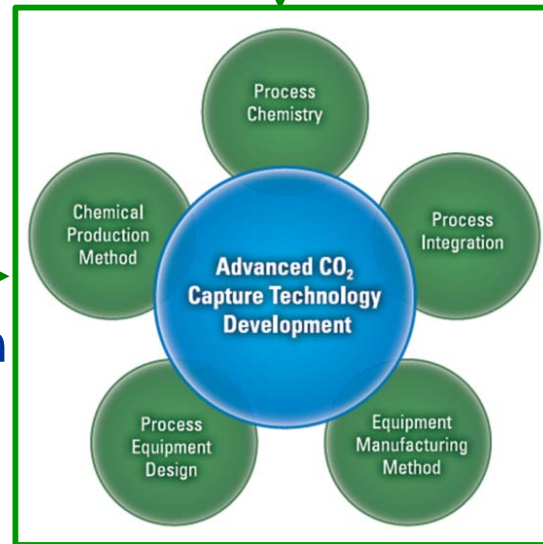 Process
Chemistry
Chemical
Production
Method
Process
Integration
Advanced CO₂
Capture Technology
Development
Process
Equipment
Design
Equipment
Manufacturing
Method